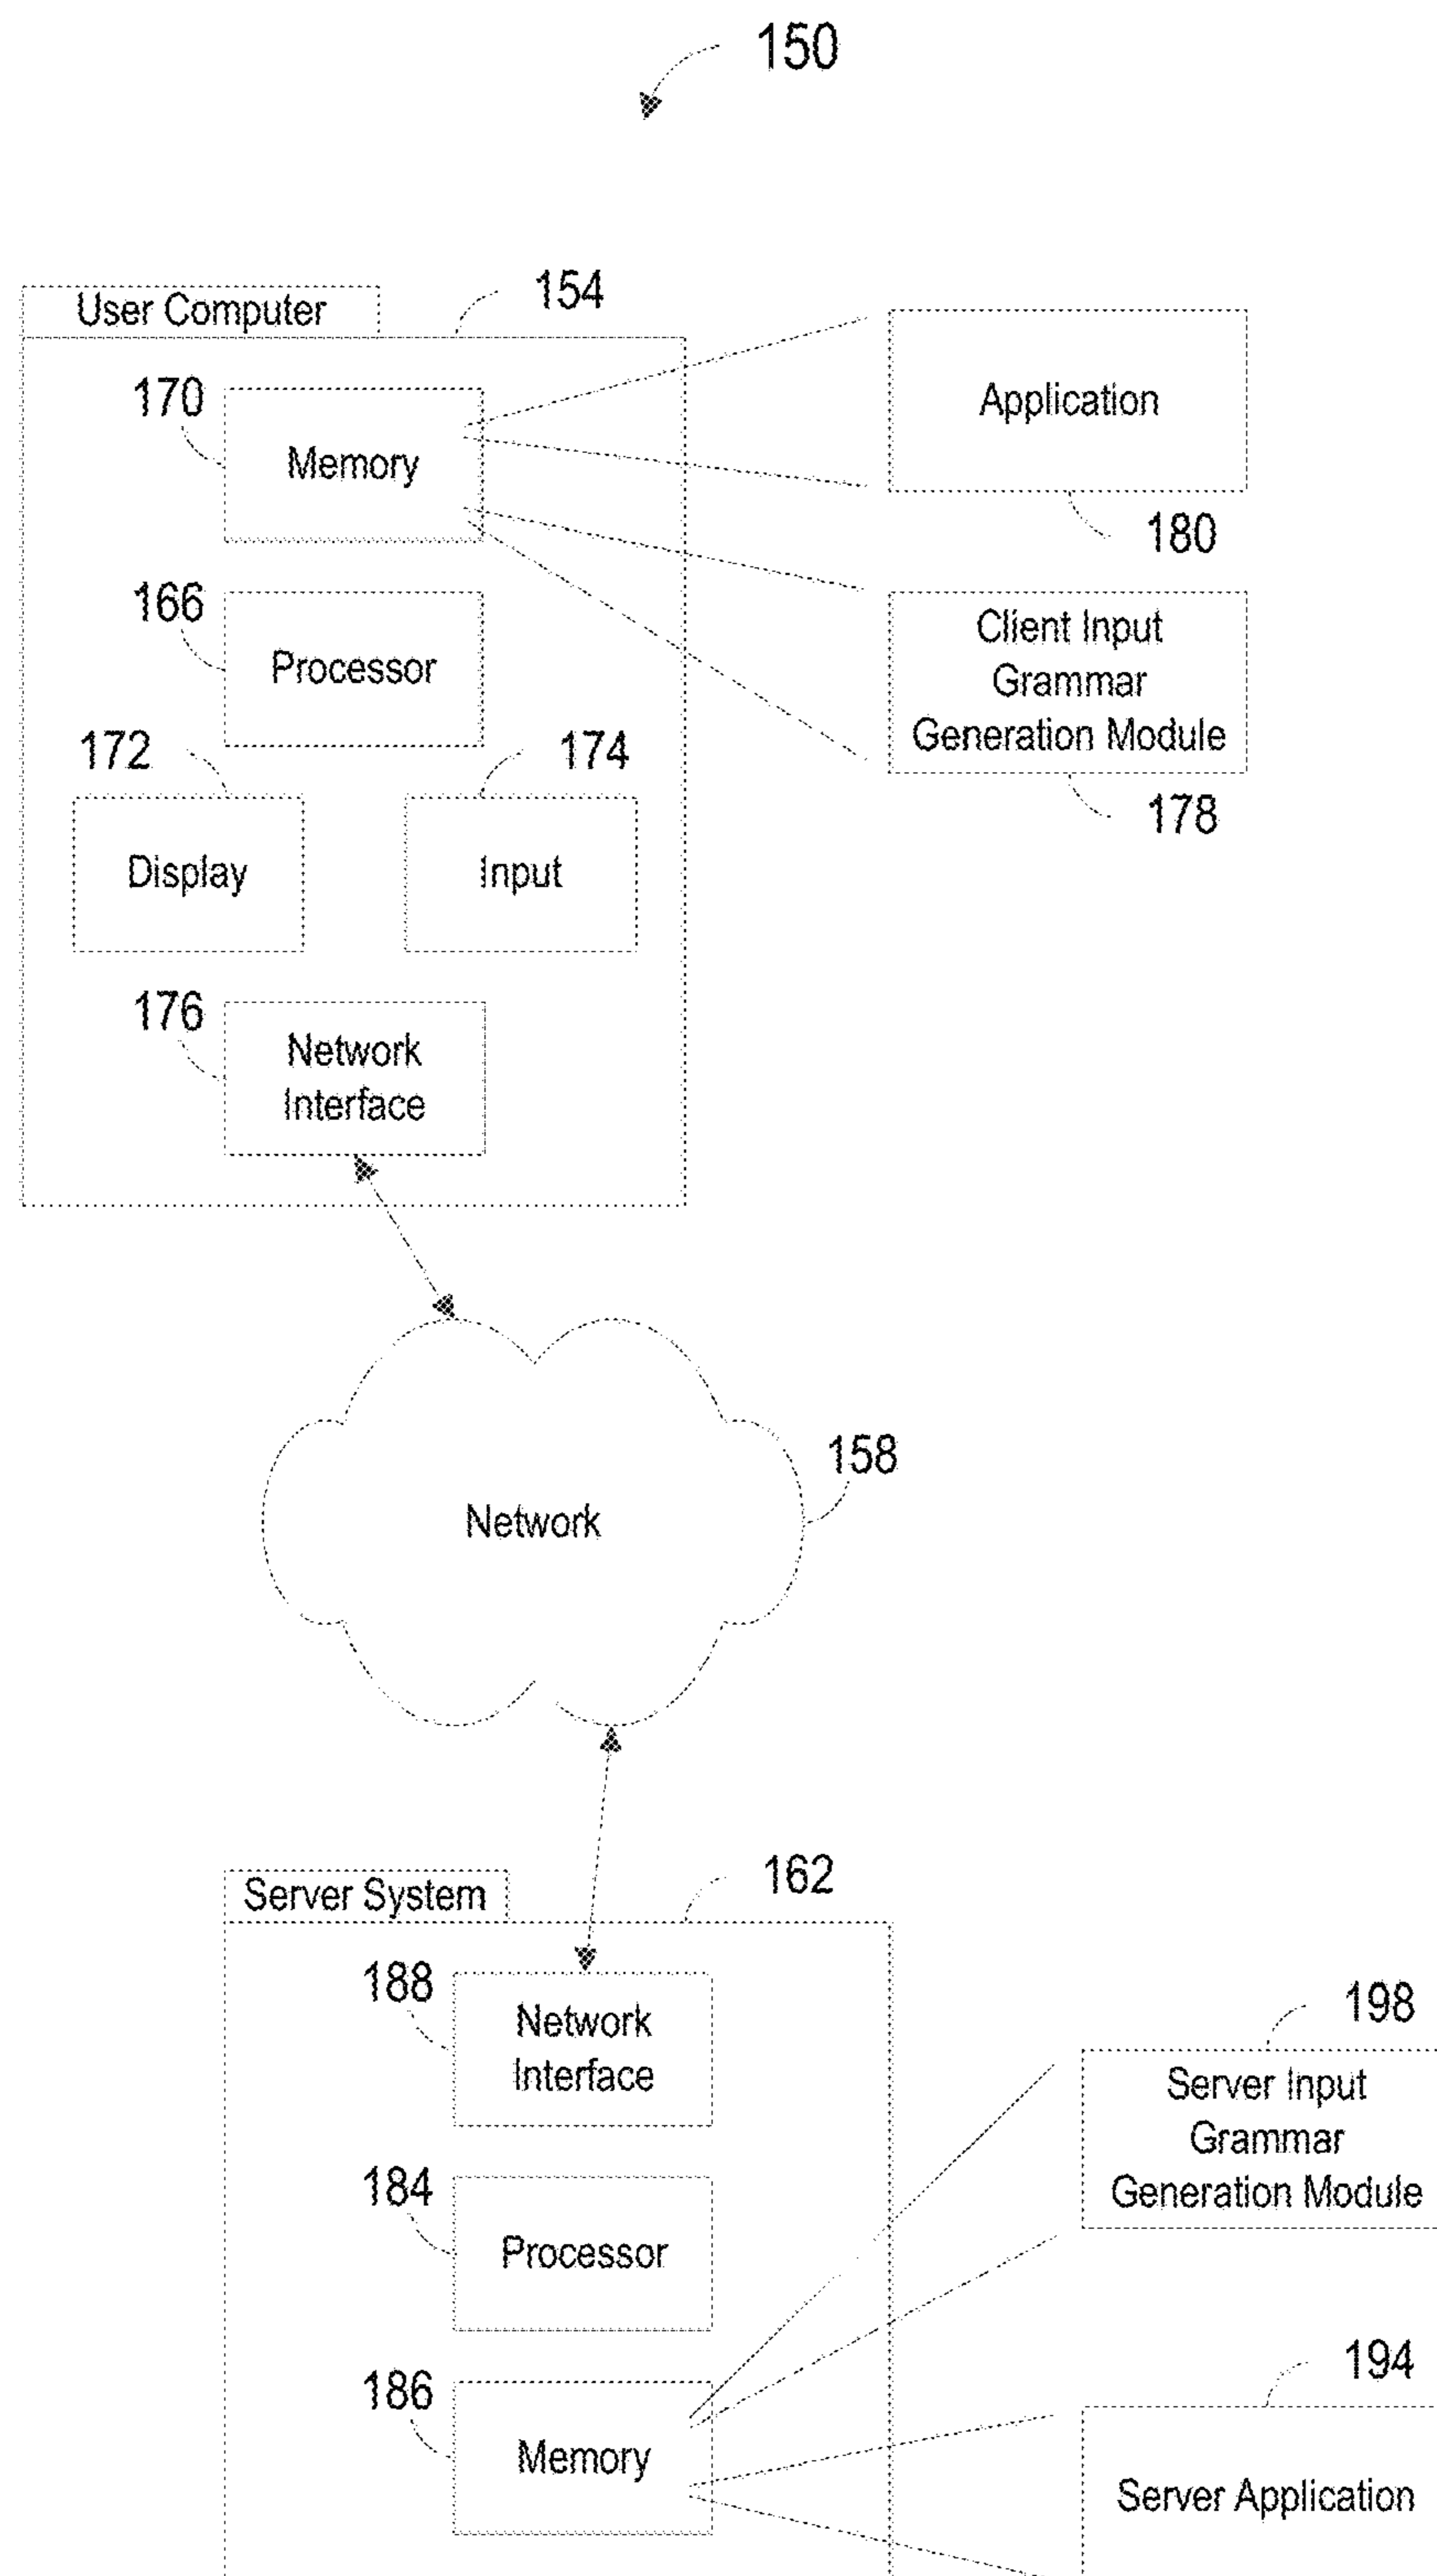 150
User Computer
154
170
Memory
Application
180
166
Processor
Client Input
Grammar
Generation Module
178
172
174
Display
Input
176
Network
Interface
158
Network
Server System
162
188
Network
Interface
198
Server Input
Grammar
Generation Module
184
Processor
194
186
Memory
Server Application